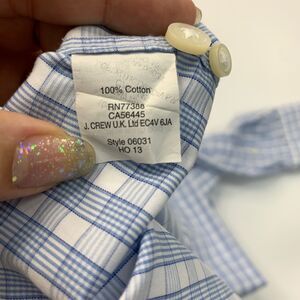 100% Cotton
RN77388
CA56445
J. CREW U.K. Ltd EC4V 6JA
Style 06031
HO 13